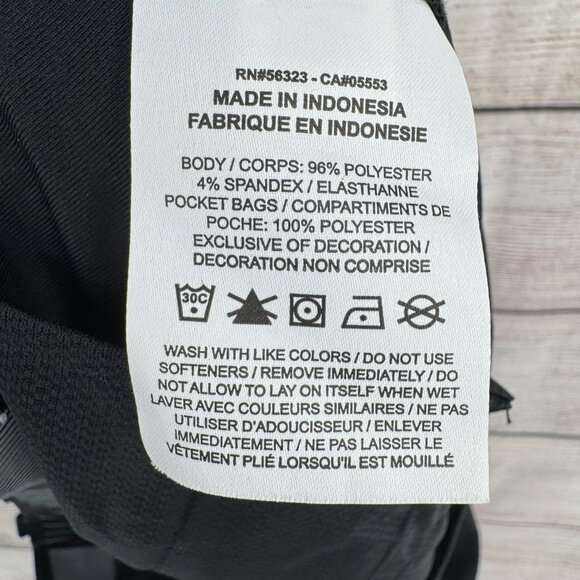 RN#56323 - CA#05553
MADE IN INDONESIA
FABRIQUE EN INDONESIE
BODY / CORPS: 96% POLYESTER
4% SPANDEX / ELASTHANNE
POCKET BAGS / COMPARTIMENTS DE
POCHE: 100% POLYESTER
EXCLUSIVE OF DECORATION /
DECORATION NON COMPRISE
30C
WASH WITH LIKE COLORS / DO NOT USE
SOFTENERS / REMOVE IMMEDIATELY / DO
NOT ALLOW TO LAY ON ITSELF WHEN WET
LAVER AVEC COULEURS SIMILAIRES / NE PAS
UTILISER D'ADOUCISSEUR / ENLEVER
IMMEDIATEMENT / NE PAS LAISSER LE
VÊTEMENT PLIÉ LORSQU'IL EST MOUILLÉ